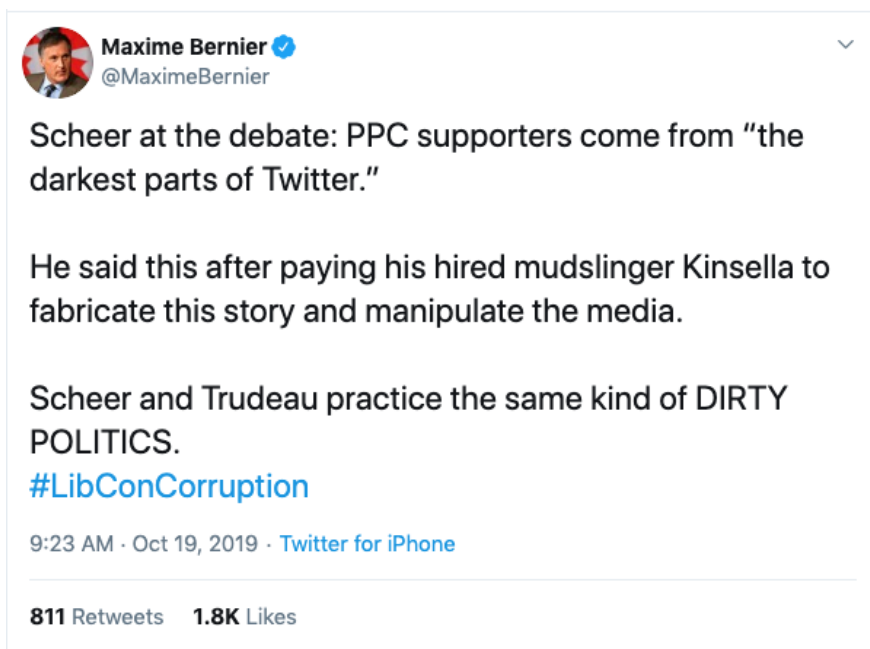 Maxime Bernier
@MaximeBernier
Scheer at the debate: PPC supporters come from “the
darkest parts of Twitter.”
He said this after paying his hired mudslinger Kinsella to
fabricate this story and manipulate the media.
Scheer and Trudeau practice the same kind of DIRTY
POLITICS.
#LibConCorruption
9:23 AM · Oct 19, 2019 · Twitter for iPhone
811 Retweets 1.8K Likes